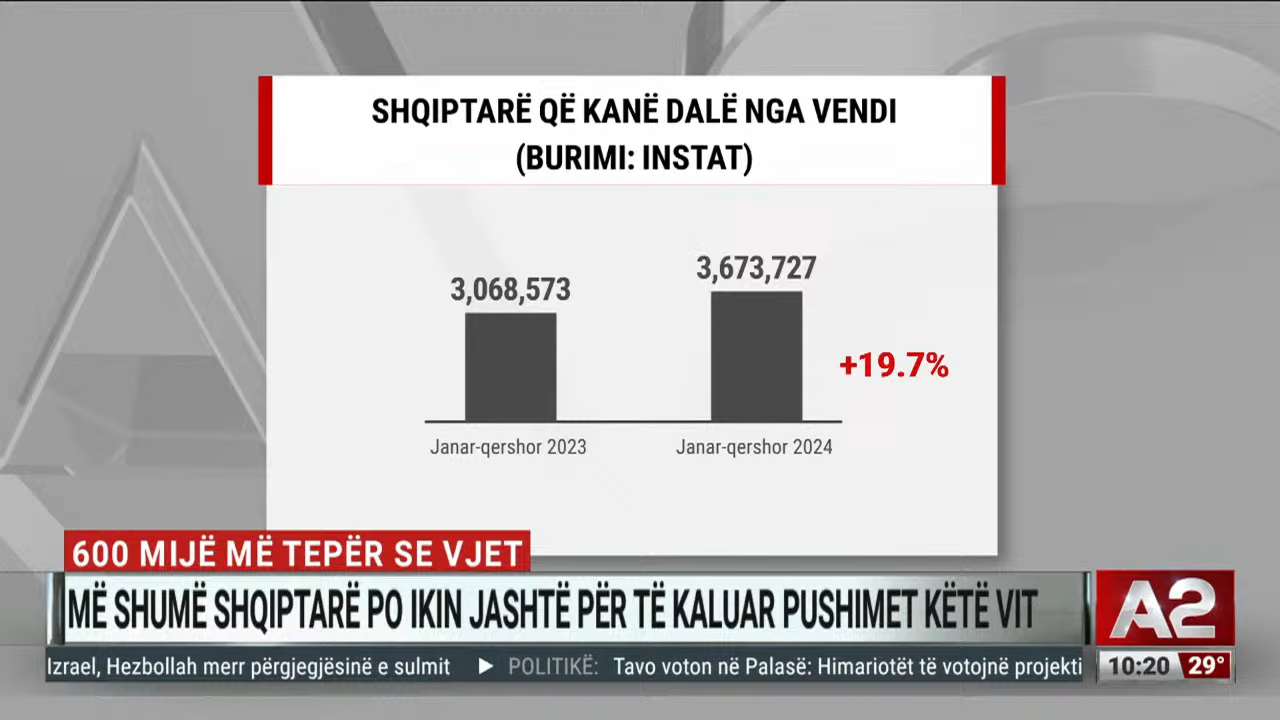 SHQIPTARË QË KANË DALË NGA VENDI
(BURIMI: INSTAT)
3,068,573
3,673,727
+19.7%
Janar-qershor 2023
Janar-qershor 2024
600 MIJË MË TEPËR SE VJET
MË SHUMË SHQIPTARË PO IKIN JASHTË PËR TË KALUAR PUSHIMET KËTË VIT
A2
Izrael, Hezbollah merr përgjegjësinë e sulmit ▶ POLITIKË: Tavo voton në Palasë: Himariotët të votojnë projekti
10:20 29°